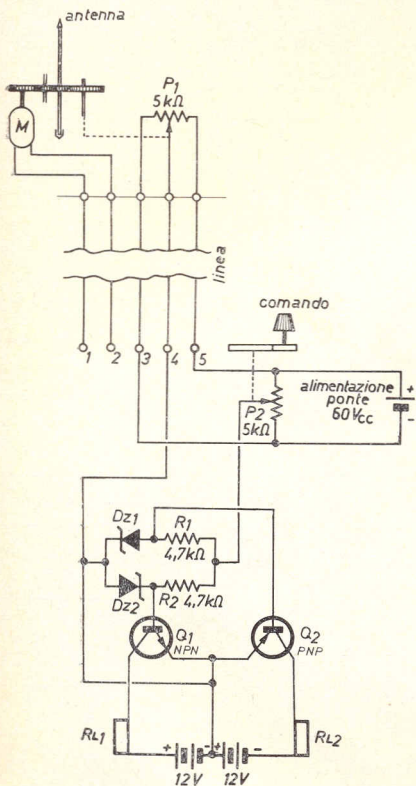 antenna
P1
5kΩ
M
linea
comando
1 2 3 4 5
P2
5kΩ
alimentazione
ponte
60Vcc
+
-
Dz1
R1
4,7kΩ
Dz2
R2 4,7kΩ
Q1
NPN
Q2
PNP
RL1
+ - + -
RL2
12V 12V